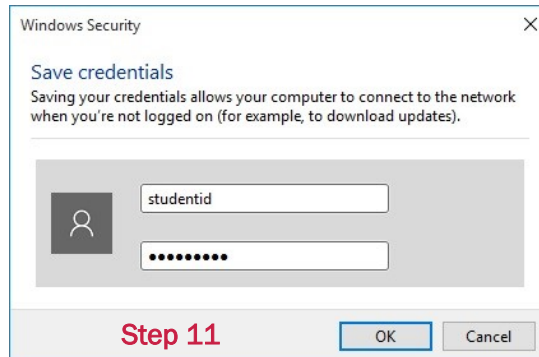 Windows Security
Save credentials
Saving your credentials allows your computer to connect to the network
when you're not logged on (for example, to download updates).
studentid
●●●●●●●●●
Step 11
OK
Cancel